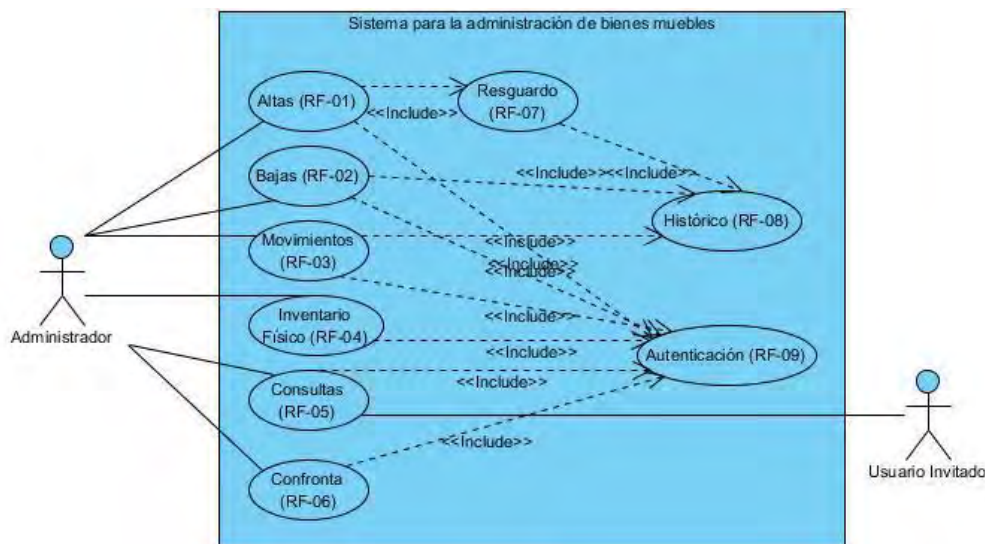 Sistema para la administración de bienes muebles
Altas (RF-01)
Resguardo
(RF-07)
<<Include>>
Bajas (RF-02)
<<Include>>
<<Include>>
Histórico (RF-08)
Movimientos
(RF-03)
<<Include>>
<<Include>>
<<Include>>
Administrador
Inventario
Físico (RF-04)
<<Include>>
<<Include>>
Autenticación (RF-09)
Consultas
(RF-05)
<<Include>>
<<Include>>
Usuario Invitado
Confronta
(RF-06)